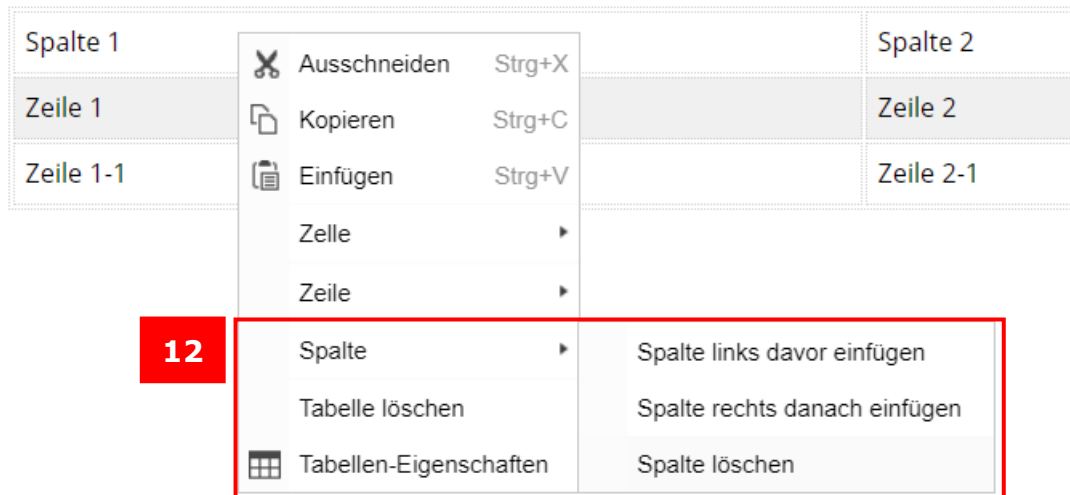 Spalte 1 Spalte 2
Ausschneiden Strg+X
Zeile 1 Zeile 2
Kopieren Strg+C
Zeile 1-1 Zeile 2-1
Einfügen Strg+V
Zelle
Zeile
12
Spalte Spalte links davor einfügen
Tabelle löschen Spalte rechts danach einfügen
Tabellen-Eigenschaften Spalte löschen